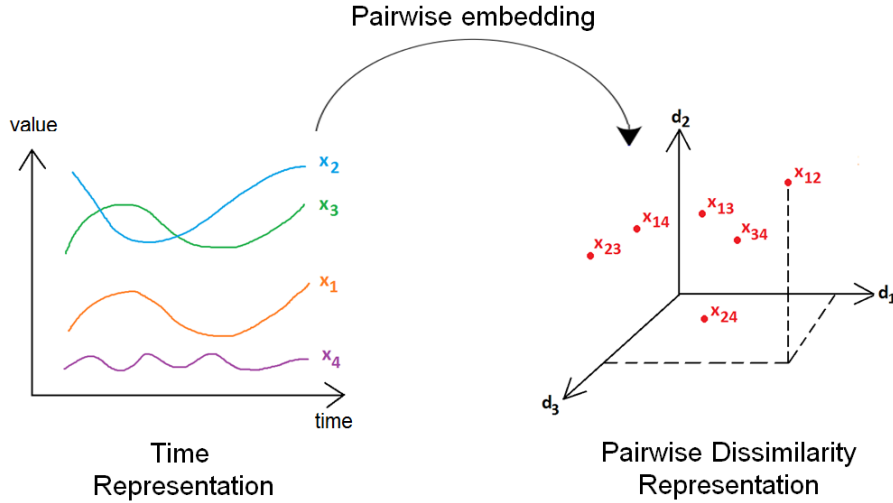 Pairwise embedding
value
x2
x3
x1
x4
time
Time
Representation
d2
x12
x13
x14
x34
x23
d1
x24
d3
Pairwise Dissimilarity
Representation